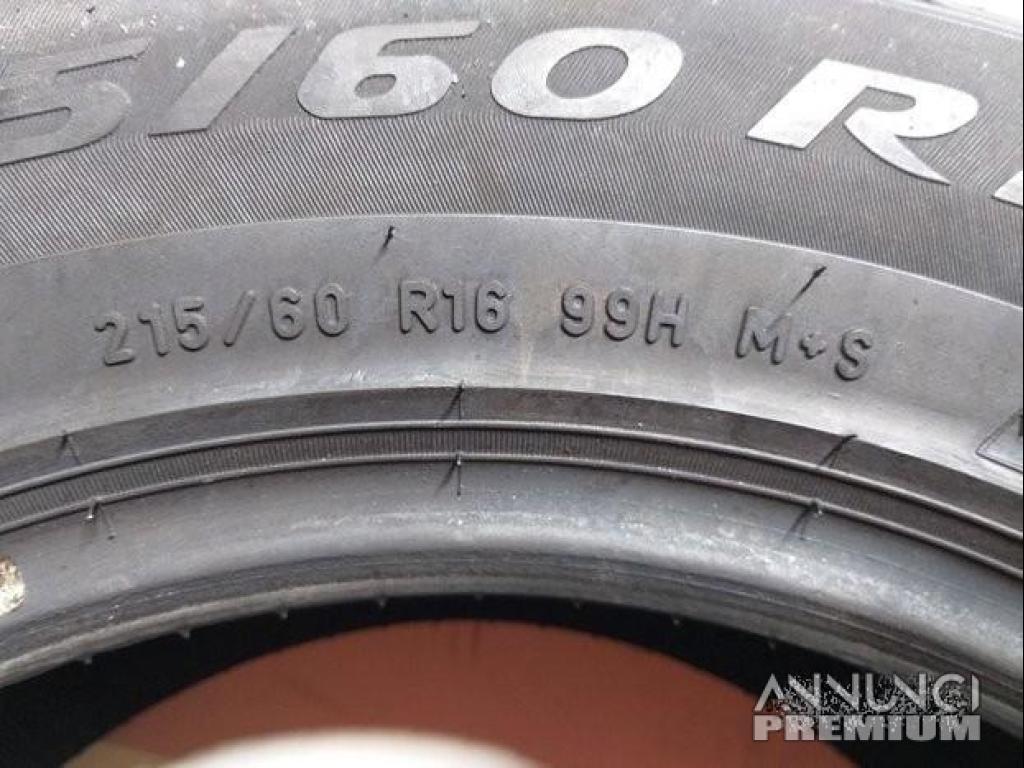 5/60 R
215/60 R16 99H M+S
ANNUNCI
PREMIUM